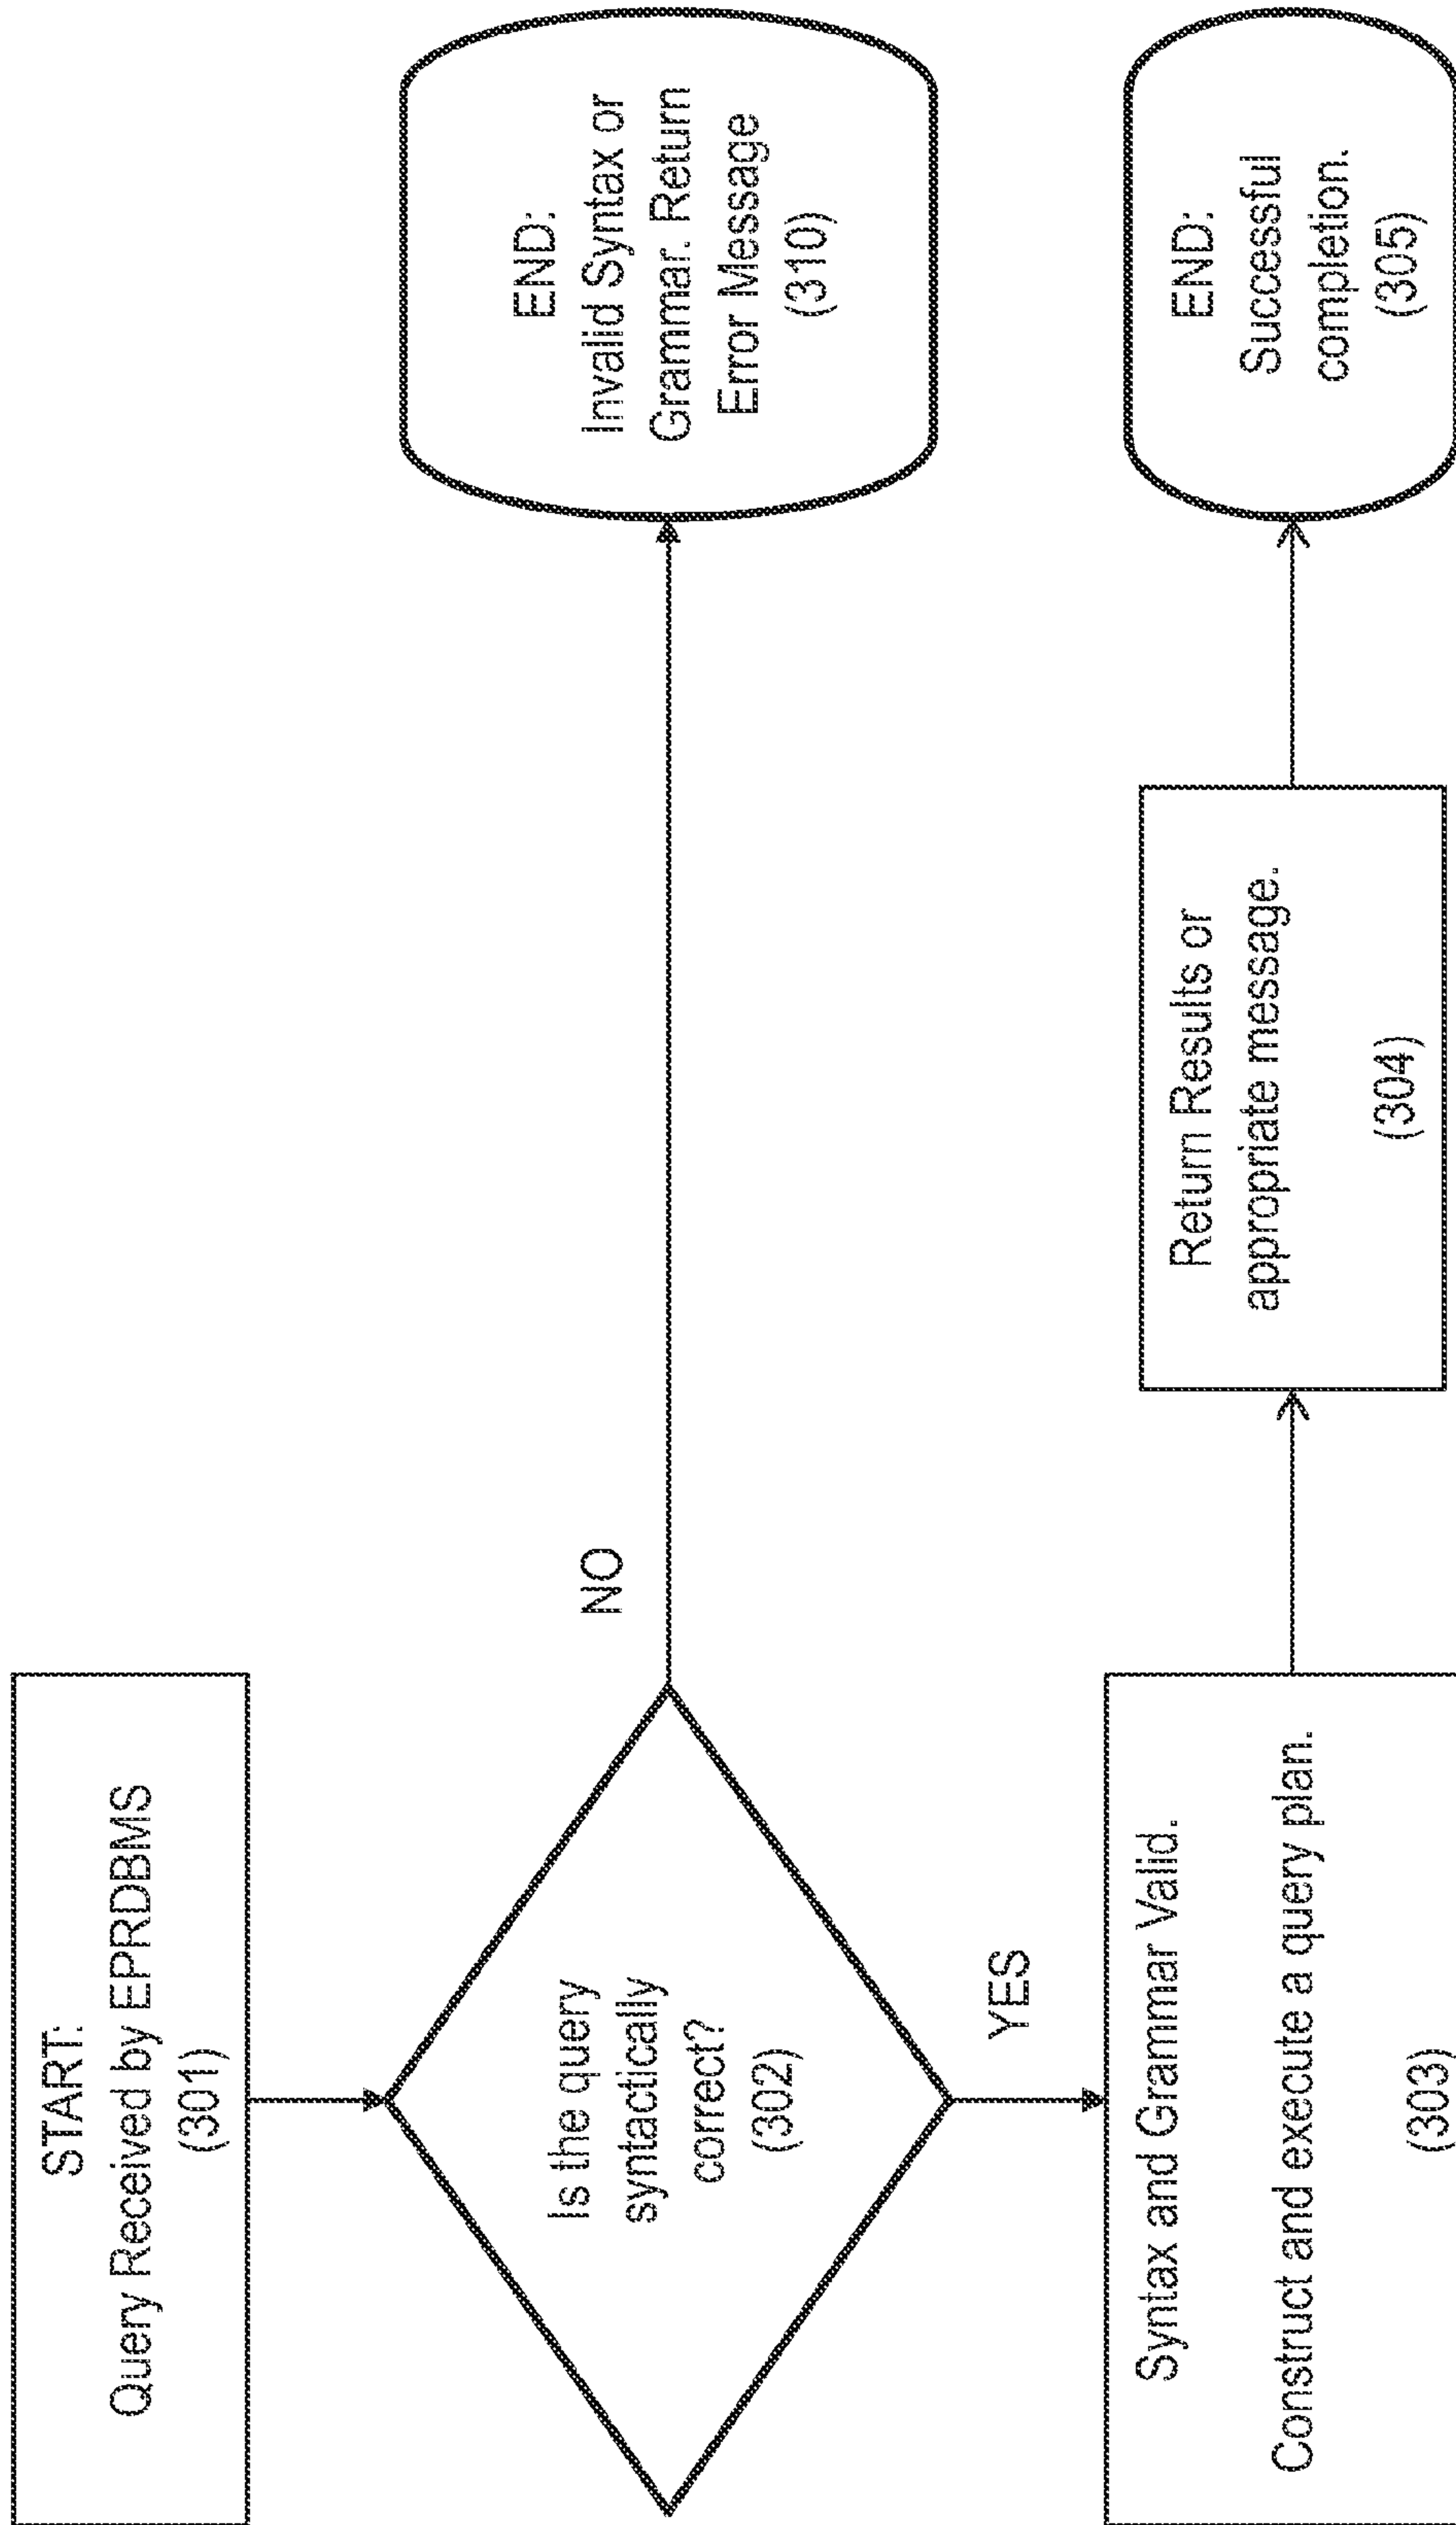 START:
Query Received by EPRDBMS
(301)
Is the query
syntactically
correct?
(302)
NO
END:
Invalid Syntax or
Grammar. Return
Error Message
(310)
YES
Syntax and Grammar Valid.
Construct and execute a query plan.
(303)
Return Results or
appropriate message.
(304)
END:
Successful
completion.
(305)